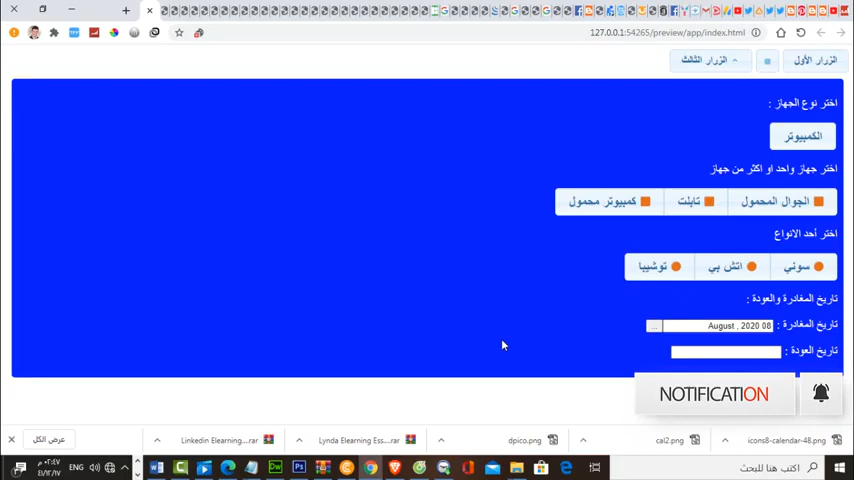 127.0.0.1:54265/preview/app/index.html
الزرار الأول
الزرار الثالث
اختر نوع الجهاز :
الكمبيوتر
اختر جهاز واحد او اكثر من جهاز
الجوال المحمول
تابلت
كمبيوتر محمول
اختر أحد الانواع
سوني
اتش بي
توشيبا
تاريخ المغادرة والعودة :
تاريخ المغادرة :
August , 2020 08
...
تاريخ العودة :
NOTIFICATION
عرض الكل
Linkedin Elearning....rar
Lynda Elearning Ess....rar
dpico.png
cal2.png
icons8-calendar-48.png
ENG
اكتب هنا للبحث